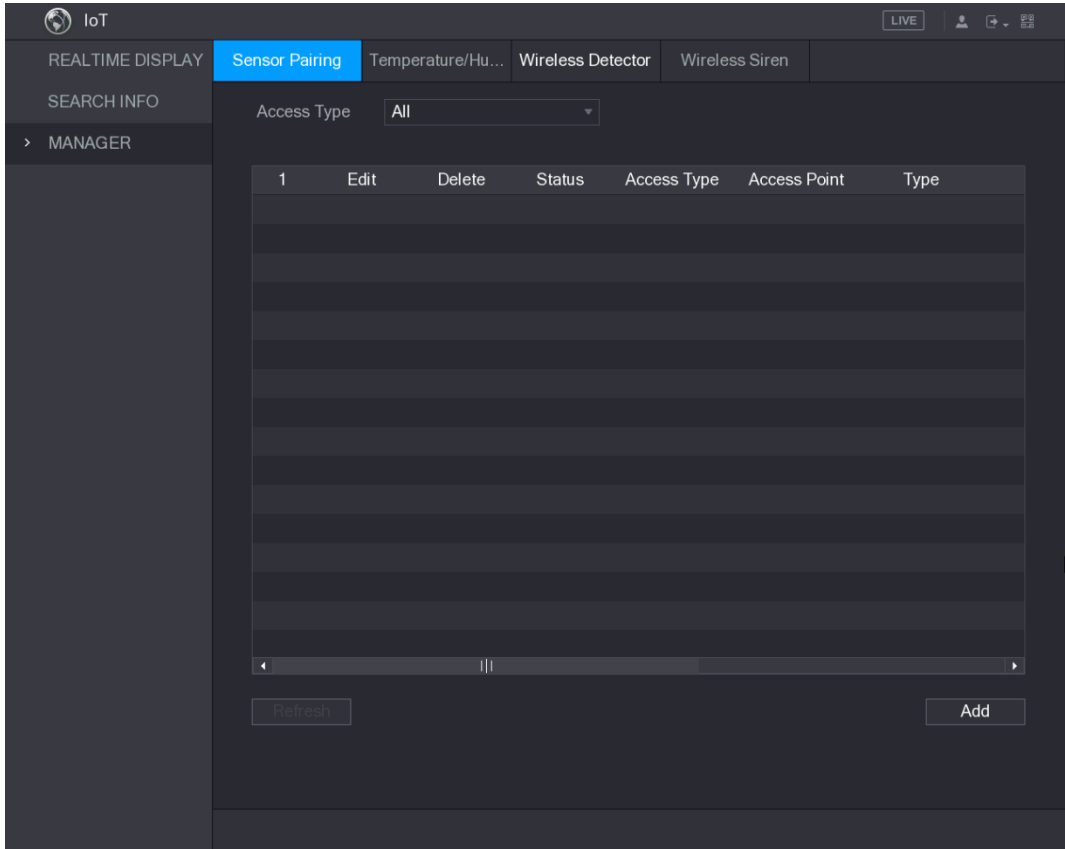 IoT LIVE
REALTIME DISPLAY
SEARCH INFO
MANAGER
Sensor Pairing Temperature/Hu... Wireless Detector Wireless Siren
Access Type All
1 Edit Delete Status Access Type Access Point Type
Refresh Add